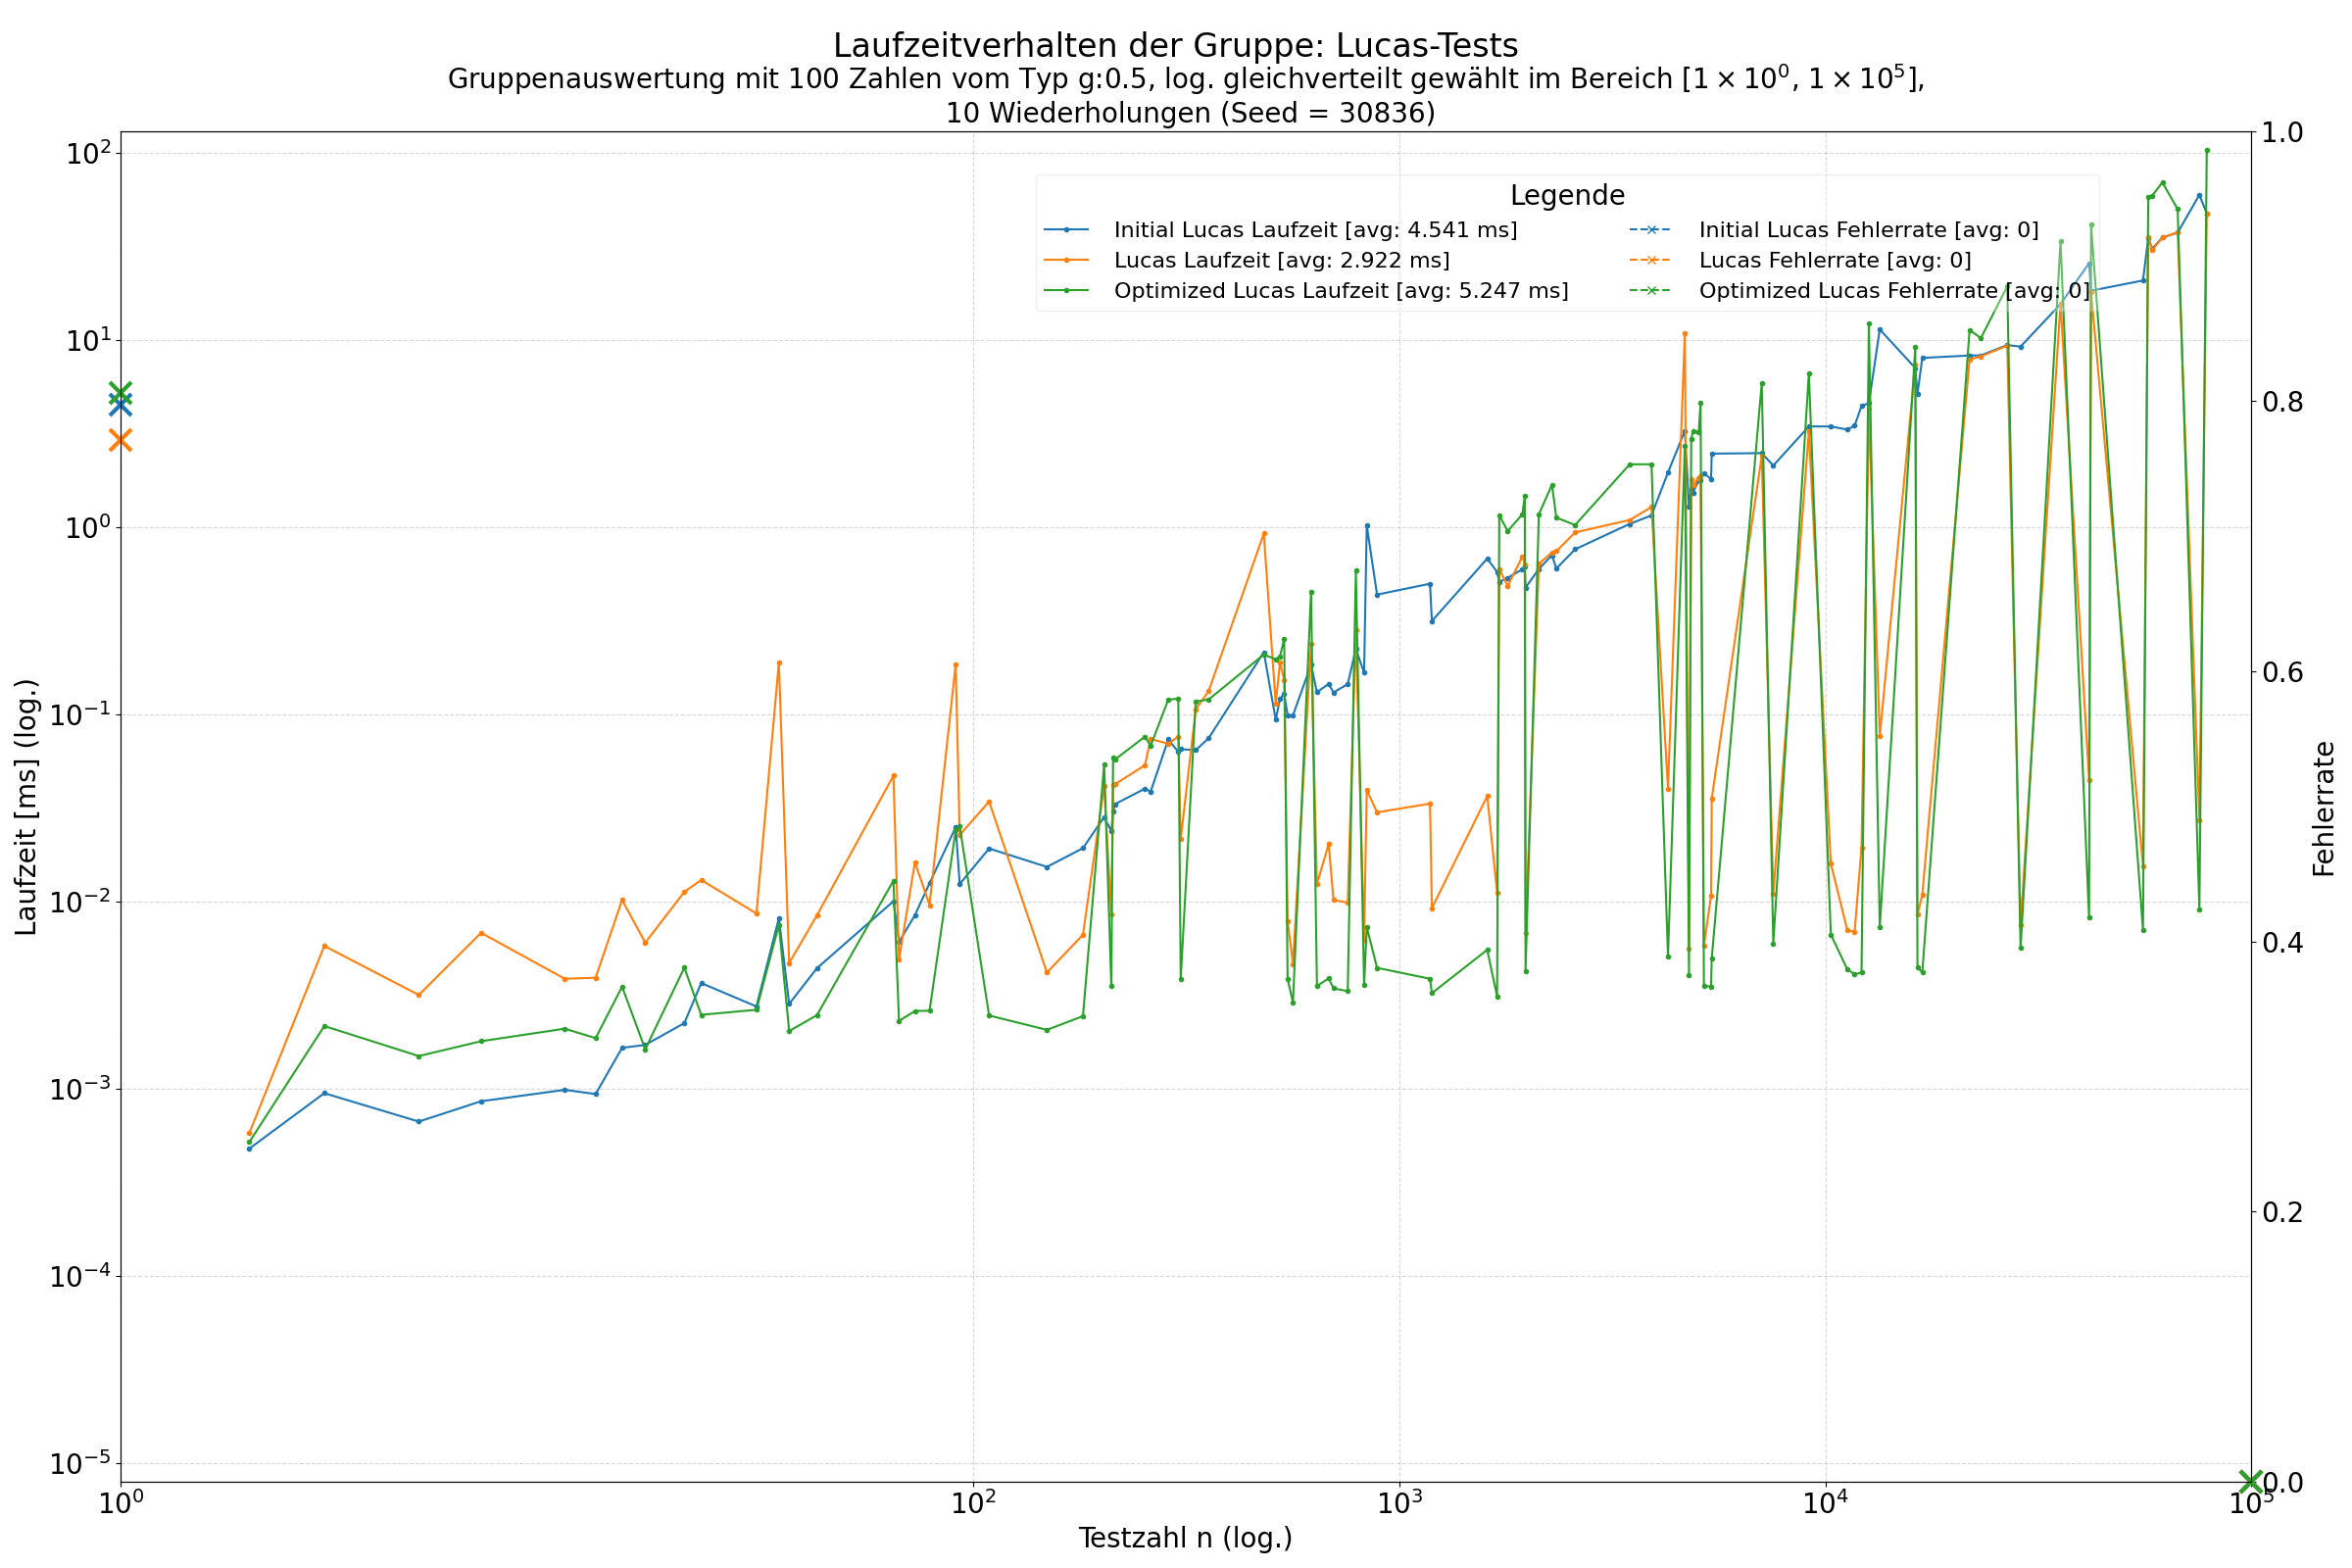 Laufzeitverhalten der Gruppe: Lucas-Tests
Gruppenauswertung mit 100 Zahlen vom Typ g:0.5, log. gleichverteilt gewählt im Bereich [1 × 10⁰, 1 × 10⁵],
10 Wiederholungen (Seed = 30836)
Legende
Initial Lucas Laufzeit [avg: 4.541 ms]
Lucas Laufzeit [avg: 2.922 ms]
Optimized Lucas Laufzeit [avg: 5.247 ms]
Initial Lucas Fehlerrate [avg: 0]
Lucas Fehlerrate [avg: 0]
Optimized Lucas Fehlerrate [avg: 0]
Laufzeit [ms] (log.)
10²
10¹
10⁰
10⁻¹
10⁻²
10⁻³
10⁻⁴
10⁻⁵
10⁰
10²
10³
10⁴
10⁵
Testzahl n (log.)
1.0
0.8
0.6
0.4
0.2
0.0
Fehlerrate